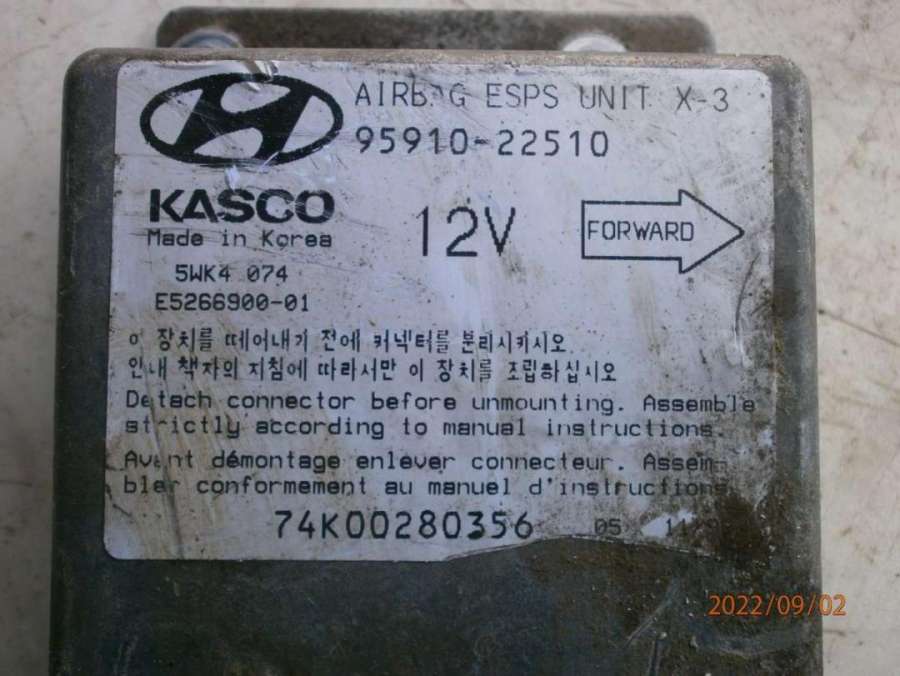 AIRBAG ESPS UNIT X-3
95910-22510
KASCO
Made in Korea
12V
FORWARD
5WK4 074
E5266900-01
이 장치를 떼어내기 전에 커넥터를 분리시키시오
안내 책자의 지침에 따라서만 이 장치를 조립하십시오
Detach connector before unmounting. Assemble
strictly according to manual instructions.
Avant démontage enlever connecteur. Assem-
bler conformement au manuel d'instructions
74K00280356 05
2022/09/02